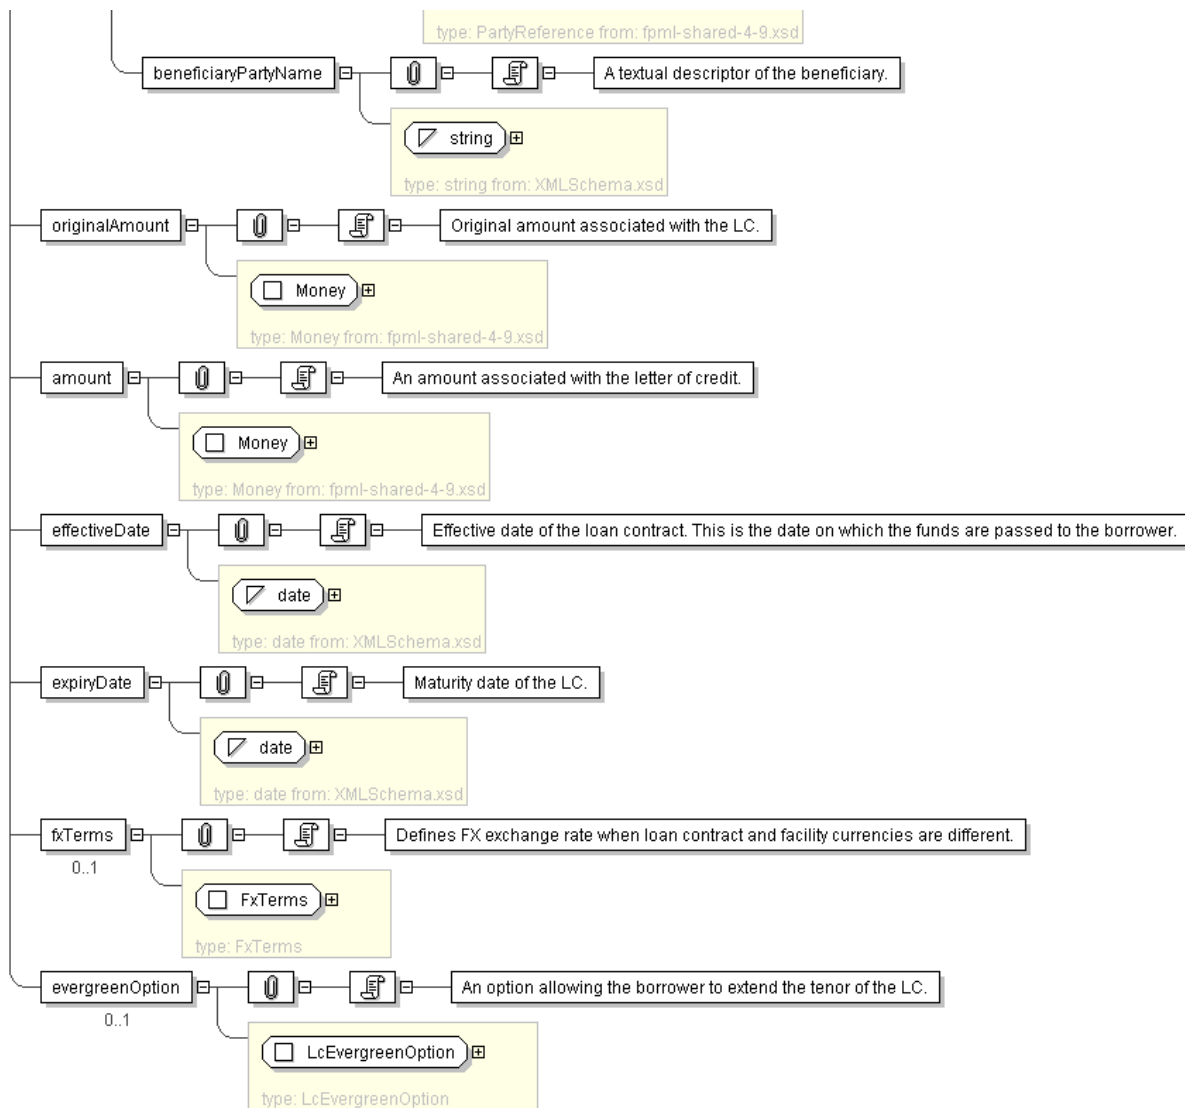 type: PartyReference from: fpml-shared-4-9.xsd
beneficiaryPartyName A textual descriptor of the beneficiary.
string
type: string from: XMLSchema.xsd
originalAmount Original amount associated with the LC.
Money
type: Money from: fpml-shared-4-9.xsd
amount An amount associated with the letter of credit.
Money
type: Money from: fpml-shared-4-9.xsd
effectiveDate Effective date of the loan contract. This is the date on which the funds are passed to the borrower.
date
type: date from: XMLSchema.xsd
expiryDate Maturity date of the LC.
date
type: date from: XMLSchema.xsd
fxTerms Defines FX exchange rate when loan contract and facility currencies are different.
0..1
FxTerms
type: FxTerms
evergreenOption An option allowing the borrower to extend the tenor of the LC.
0..1
LcEvergreenOption
type: LcEvergreenOption